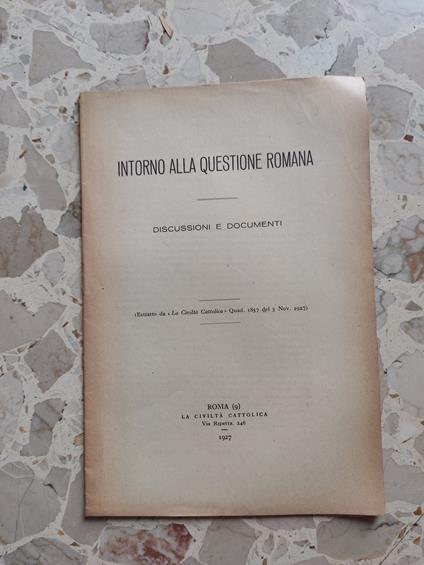 INTORNO ALLA QUESTIONE ROMANA
DISCUSSIONI E DOCUMENTI
(Estratto da «La Civiltà Cattolica» Quad. 1857 del 5 Nov. 1927)
ROMA (9)
LA CIVILTÀ CATTOLICA
Via Ripetta, 246
1927